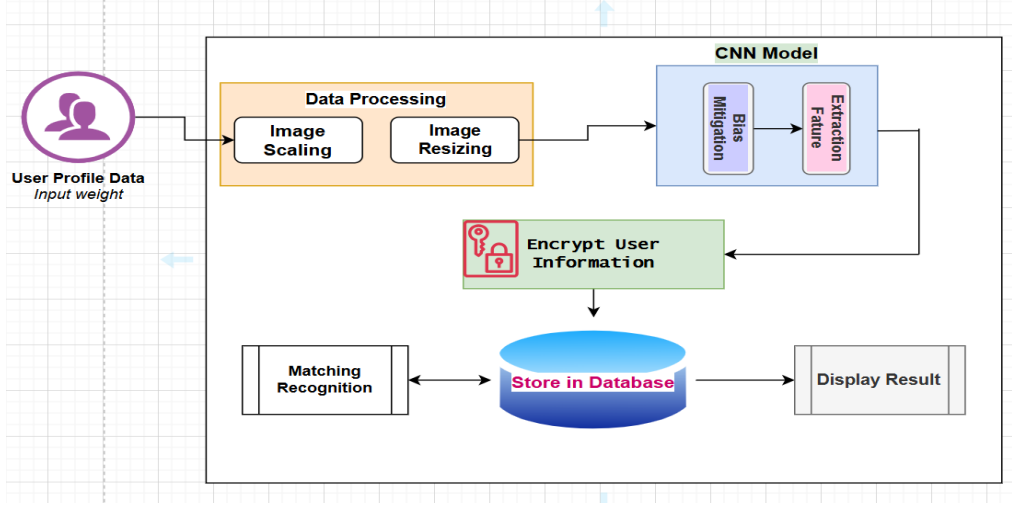 CNN Model
Data Processing
Image
Scaling
Image
Resizing
Bias
Mitigation
Extraction
Fature
User Profile Data
Input weight
Encrypt User
Information
Matching
Recognition
Store in Database
Display Result